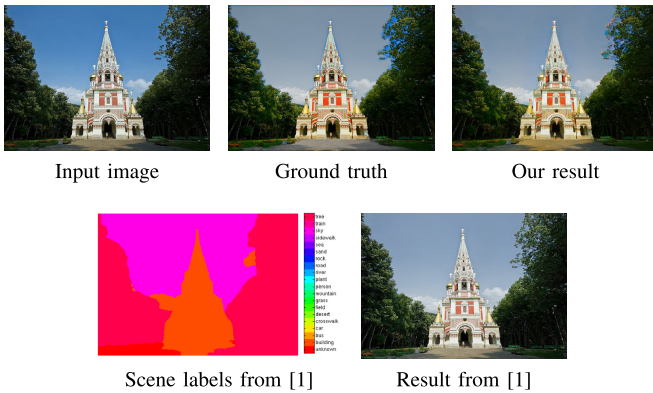 Input image
Ground truth
Our result
tree
train
sky
sidewalk
sea
sand
rock
road
river
plant
person
mountain
grass
field
desert
crosswalk
car
bus
building
unknown
Scene labels from [1]
Result from [1]